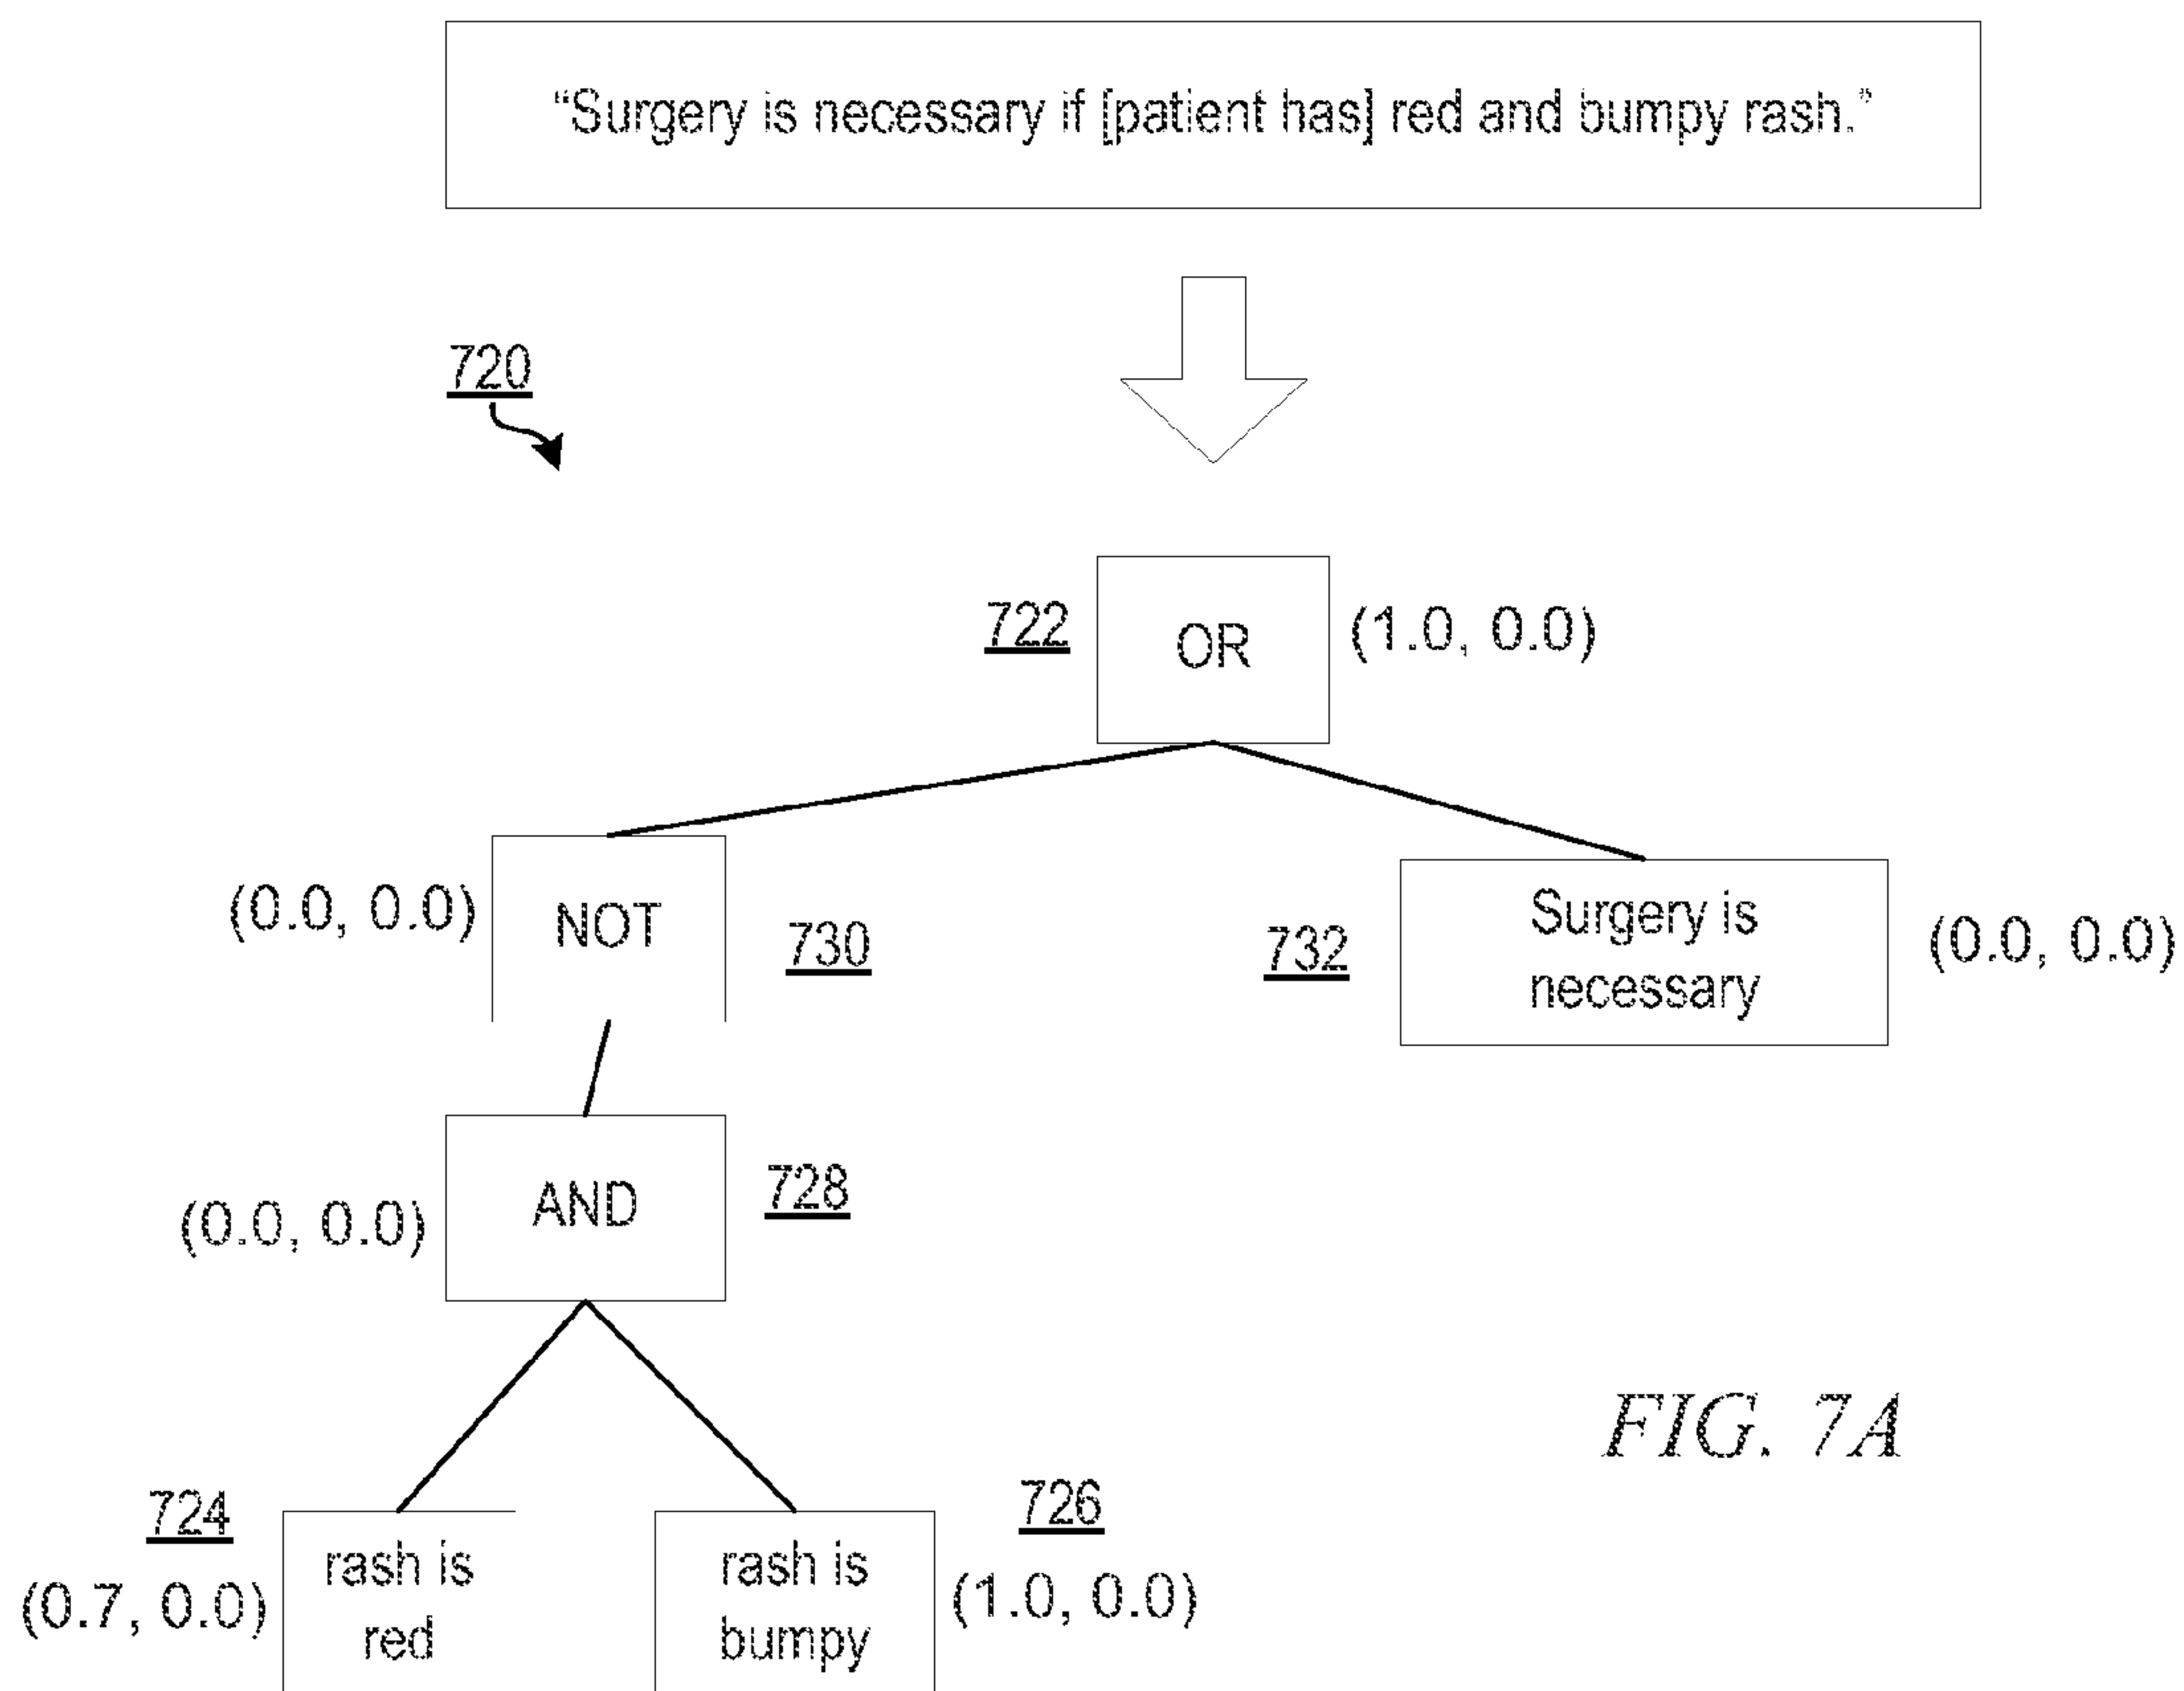 “Surgery is necessary if [patient has] red and bumpy rash.”
720
722
OR
(1.0, 0.0)
(0.0, 0.0)
NOT
730
732
Surgery is
necessary
(0.0, 0.0)
(0.0, 0.0)
AND
728
724
(0.7, 0.0)
rash is
red
rash is
bumpy
726
(1.0, 0.0)
FIG. 7A